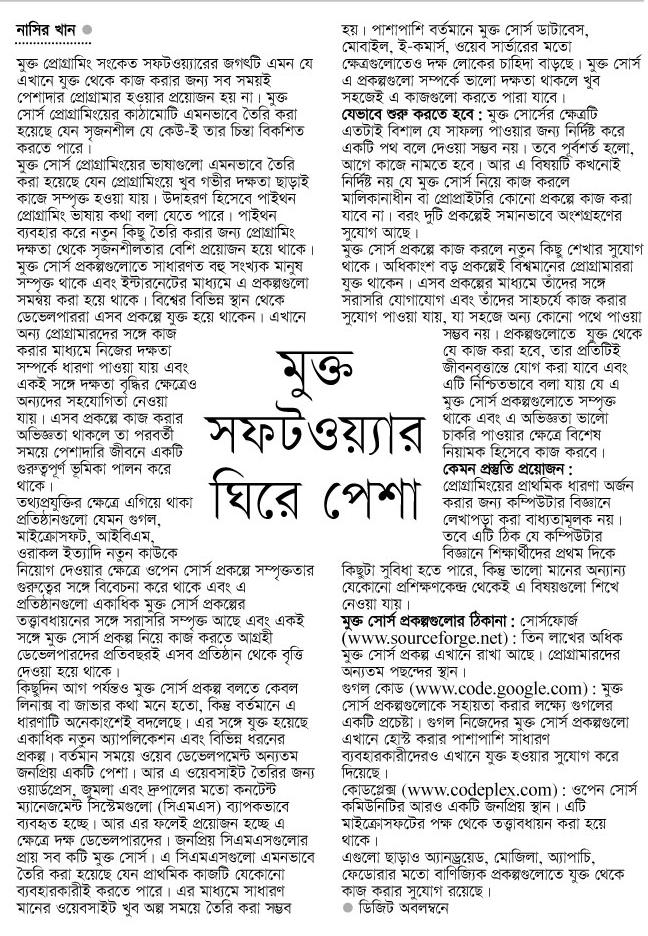 নাসির খান
মুক্ত প্রোগ্রামিং সংকেত সফটওয়্যারের জগৎটি এমন যে
এখানে যুক্ত থেকে কাজ করার জন্য সব সময়ই
পেশাদার প্রোগ্রামার হওয়ার প্রয়োজন হয় না। মুক্ত
সোর্স প্রোগ্রামিংয়ের কাঠামোটি এমনভাবে তৈরি করা
হয়েছে যেন সৃজনশীল যে কেউ-ই তার চিন্তা বিকশিত
করতে পারে।
মুক্ত সোর্স প্রোগ্রামিংয়ের ভাষাগুলো এমনভাবে তৈরি
করা হয়েছে যেন প্রোগ্রামিংয়ে খুব গভীর দক্ষতা ছাড়াই
কাজে সম্পৃক্ত হওয়া যায়। উদাহরণ হিসেবে পাইথন
প্রোগ্রামিং ভাষায় কথা বলা যেতে পারে। পাইথন
ব্যবহার করে নতুন কিছু তৈরি করার জন্য প্রোগ্রামিং
দক্ষতা থেকে সৃজনশীলতার বেশি প্রয়োজন হয়ে থাকে।
মুক্ত সোর্স প্রকল্পগুলোতে সাধারণত বহু সংখ্যক মানুষ
সম্পৃক্ত থাকে এবং ইন্টারনেটের মাধ্যমে এ প্রকল্পগুলো
সমন্বয় করা হয়ে থাকে। বিশ্বের বিভিন্ন স্থান থেকে
ডেভেলপাররা এসব প্রকল্পে যুক্ত হয়ে থাকেন। এখানে
অন্য প্রোগ্রামারদের সঙ্গে কাজ
করার মাধ্যমে নিজের দক্ষতা
সম্পর্কে ধারণা পাওয়া যায় এবং
একই সঙ্গে দক্ষতা বৃদ্ধির ক্ষেত্রেও
অন্যদের সহযোগিতা নেওয়া
যায়। এসব প্রকল্পে কাজ করার
অভিজ্ঞতা থাকলে তা পরবর্তী
সময়ে পেশাদারি জীবনে একটি
গুরুত্বপূর্ণ ভূমিকা পালন করে
থাকে।
তথ্যপ্রযুক্তির ক্ষেত্রে এগিয়ে থাকা
প্রতিষ্ঠানগুলো যেমন গুগল,
মাইক্রোসফট, আইবিএম,
ওরাকল ইত্যাদি নতুন কাউকে
নিয়োগ দেওয়ার ক্ষেত্রে ওপেন সোর্স প্রকল্পে সম্পৃক্ততার
গুরুত্বের সঙ্গে বিবেচনা করে থাকে এবং এ
প্রতিষ্ঠানগুলো একাধিক মুক্ত সোর্স প্রকল্পের
তত্ত্বাবধায়নের সঙ্গে সরাসরি সম্পৃক্ত আছে এবং একই
সঙ্গে মুক্ত সোর্স প্রকল্প নিয়ে কাজ করতে আগ্রহী
ডেভেলপারদের প্রতিবছরই এসব প্রতিষ্ঠান থেকে বৃত্তি
দেওয়া হয়ে থাকে।
কিছুদিন আগ পর্যন্তও মুক্ত সোর্স প্রকল্প বলতে কেবল
লিনাক্স বা জাভার কথা মনে হতো, কিন্তু বর্তমানে এ
ধারণাটি অনেকাংশেই বদলেছে। এর সঙ্গে যুক্ত হয়েছে
একাধিক নতুন অ্যাপলিকেশন এবং বিভিন্ন ধরনের
প্রকল্প। বর্তমান সময়ে ওয়েব ডেভেলপমেন্ট অন্যতম
জনপ্রিয় একটি পেশা। আর এ ওয়েবসাইট তৈরির জন্য
ওয়ার্ডপ্রেস, জুমলা এবং দ্রুপালের মতো কনটেন্ট
ম্যানেজমেন্ট সিস্টেমগুলো (সিএমএস) ব্যাপকভাবে
ব্যবহৃত হচ্ছে। আর এর ফলেই প্রয়োজন হচ্ছে এ
ক্ষেত্রে দক্ষ ডেভেলপারদের। জনপ্রিয় সিএমএসগুলোর
প্রায় সব কটি মুক্ত সোর্স। এ সিএমএসগুলো এমনভাবে
তৈরি করা হয়েছে যেন প্রাথমিক কাজটি যেকোনো
ব্যবহারকারীই করতে পারে। এর মাধ্যমে সাধারণ
মানের ওয়েবসাইট খুব অল্প সময়ে তৈরি করা সম্ভব
মুক্ত
সফটওয়্যার
ঘিরে পেশা
হয়। পাশাপাশি বর্তমানে মুক্ত সোর্স ডাটাবেস,
মোবাইল, ই-কমার্স, ওয়েব সার্ভারের মতো
ক্ষেত্রগুলোতেও দক্ষ লোকের চাহিদা বাড়ছে। মুক্ত সোর্স
এ প্রকল্পগুলো সম্পর্কে ভালো দক্ষতা থাকলে খুব
সহজেই এ কাজগুলো করতে পারা যাবে।
যেভাবে শুরু করতে হবে : মুক্ত সোর্সের ক্ষেত্রটি
এতটাই বিশাল যে সাফল্য পাওয়ার জন্য নির্দিষ্ট করে
একটি পথ বলে দেওয়া সম্ভব নয়। তবে পূর্বশর্ত হলো,
আগে কাজে নামতে হবে। আর এ বিষয়টি কখনোই
নির্দিষ্ট নয় যে মুক্ত সোর্স নিয়ে কাজ করলে
মালিকানাধীন বা প্রোপ্রাইটরি কোনো প্রকল্পে কাজ করা
যাবে না। বরং দুটি প্রকল্পেই সমানভাবে অংশগ্রহণের
সুযোগ আছে।
মুক্ত সোর্স প্রকল্পে কাজ করলে নতুন কিছু শেখার সুযোগ
থাকে। অধিকাংশ বড় প্রকল্পেই বিশ্বমানের প্রোগ্রামাররা
যুক্ত থাকেন। এসব প্রকল্পের মাধ্যমে তাঁদের সঙ্গে
সরাসরি যোগাযোগ এবং তাঁদের সাহচর্যে কাজ করার
সুযোগ পাওয়া যায়, যা সহজে অন্য কোনো পথে পাওয়া
সম্ভব নয়। প্রকল্পগুলোতে যুক্ত থেকে
যে কাজ করা হবে, তার প্রতিটিই
জীবনবৃত্তান্তে যোগ করা যাবে এবং
এটি নিশ্চিতভাবে বলা যায় যে এ
মুক্ত সোর্স প্রকল্পগুলোতে সম্পৃক্ত
থাকে এবং এ অভিজ্ঞতা ভালো
চাকরি পাওয়ার ক্ষেত্রে বিশেষ
নিয়ামক হিসেবে কাজ করবে।
কেমন প্রস্তুতি প্রয়োজন :
প্রোগ্রামিংয়ের প্রাথমিক ধারণা অর্জন
করার জন্য কম্পিউটার বিজ্ঞানে
লেখাপড়া করা বাধ্যতামূলক নয়।
তবে এটি ঠিক যে কম্পিউটার
বিজ্ঞানে শিক্ষার্থীদের প্রথম দিকে
কিছুটা সুবিধা হতে পারে, কিন্তু ভালো মানের অন্যান্য
যেকোনো প্রশিক্ষণকেন্দ্র থেকেই এ বিষয়গুলো শিখে
নেওয়া যায়।
মুক্ত সোর্স প্রকল্পগুলোর ঠিকানা : সোর্সফোর্জ
(www.sourceforge.net) : তিন লাখের অধিক
মুক্ত সোর্স প্রকল্প এখানে রাখা আছে। প্রোগ্রামারদের
অন্যতম পছন্দের স্থান।
গুগল কোড (www.code.google.com) : মুক্ত
সোর্স প্রকল্পগুলোকে সহায়তা করার লক্ষ্যে গুগলের
একটি প্রচেষ্টা। গুগল নিজেদের মুক্ত সোর্স প্রকল্পগুলো
এখানে হোস্ট করার পাশাপাশি সাধারণ
ব্যবহারকারীদেরও এখানে যুক্ত হওয়ার সুযোগ করে
দিয়েছে।
কোডপ্লেক্স (www.codeplex.com) : ওপেন সোর্স
কমিউনিটির আরও একটি জনপ্রিয় স্থান। এটি
মাইক্রোসফটের পক্ষ থেকে তত্ত্বাবধায়ন করা হয়ে
থাকে।
এগুলো ছাড়াও অ্যানড্রয়েড, মোজিলা, অ্যাপাচি,
ফেডোরার মতো বাণিজ্যিক প্রকল্পগুলোতে যুক্ত থেকে
কাজ করার সুযোগ রয়েছে।
ডিজিট অবলম্বনে